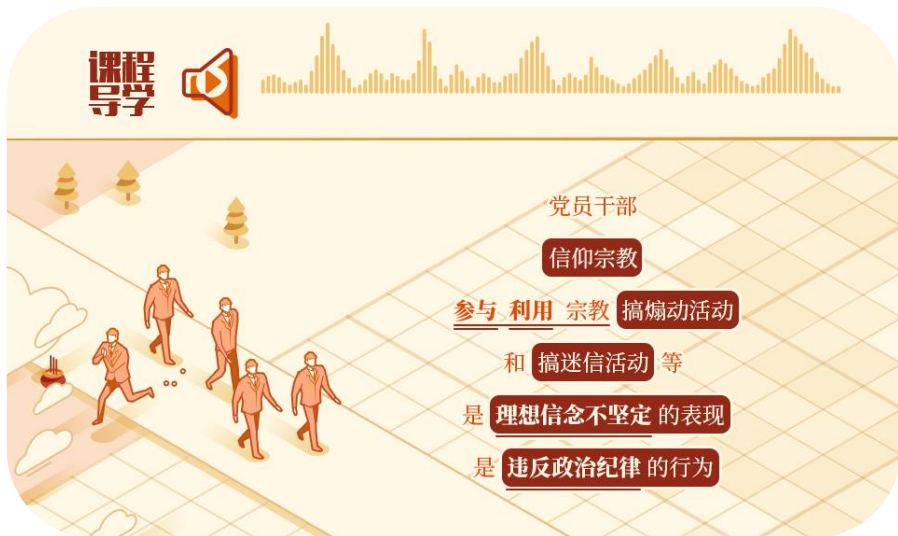 课程
导学
党员干部
信仰宗教
参与 利用 宗教 搞煽动活动
和 搞迷信活动 等
是 理想信念不坚定 的表现
是 违反政治纪律 的行为